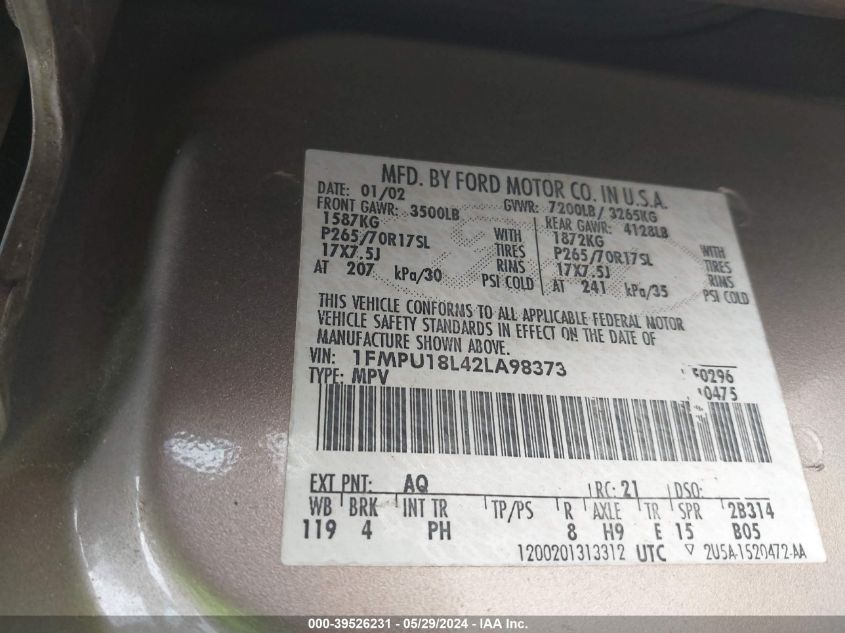 MFD. BY FORD MOTOR CO. IN U.S.A.
DATE: 01/02 GVWR: 7200LB/ 3265KG
FRONT GAWR: 3500LB REAR GAWR: 4128LB
1587KG WITH 1872KG WITH
P265/70R17SL TIRES P265/70R17SL TIRES
17X7.5J RIMS 17X7.5J RIMS
AT 207 kPa/30 PSI COLD AT 241 kPa/35 PSI COLD
THIS VEHICLE CONFORMS TO ALL APPLICABLE FEDERAL MOTOR
VEHICLE SAFETY STANDARDS IN EFFECT ON THE DATE OF
MANUFACTURE SHOWN ABOVE.
VIN: 1FMPU18L42LA98373
TYPE: MPV 50296
0475
EXT PNT: AQ RC: 21 DSO:
WB BRK INT TR TP/PS R AXLE TR SPR 2B314
119 4 PH 8 H9 E 15 B05
1200201313312 UTC ▽ 2U5A-1520472-AA
000-39526231 - 05/29/2024 - IAA Inc.